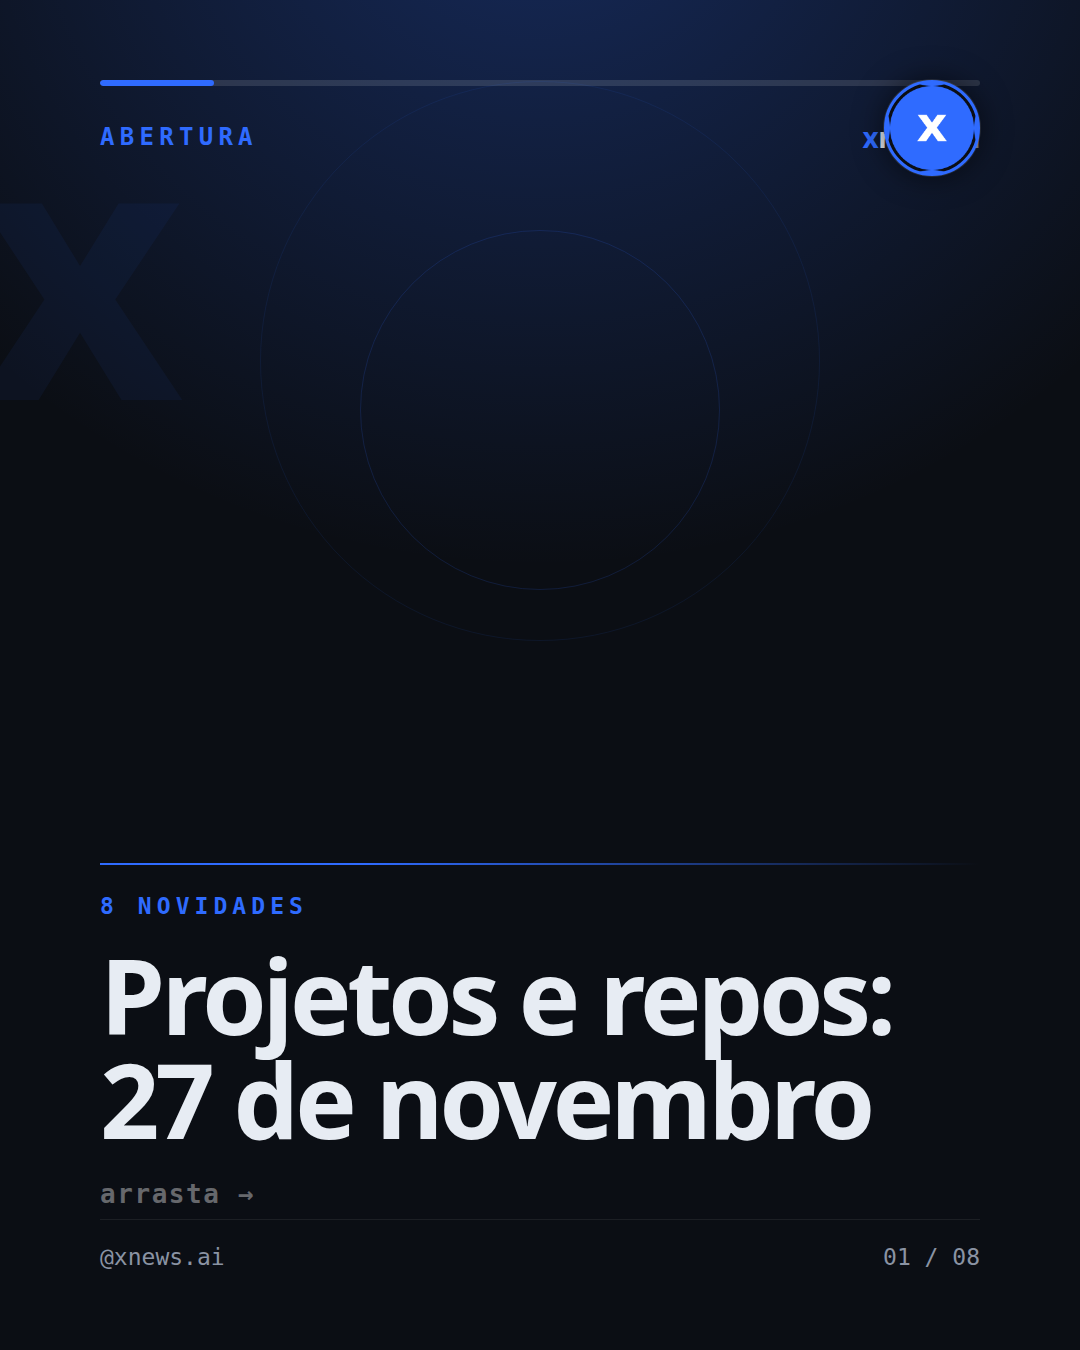 ABERTURA
x
8 NOVIDADES
Projetos e repos:
27 de novembro
arrasta →
@xnews.ai
01 / 08